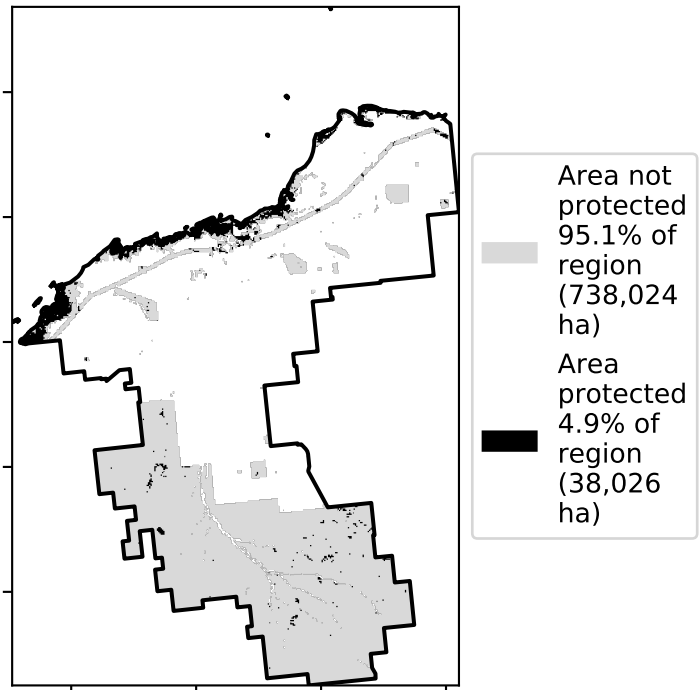 Area not
protected
95.1% of
region
(738,024
ha)
Area
protected
4.9% of
region
(38,026
ha)